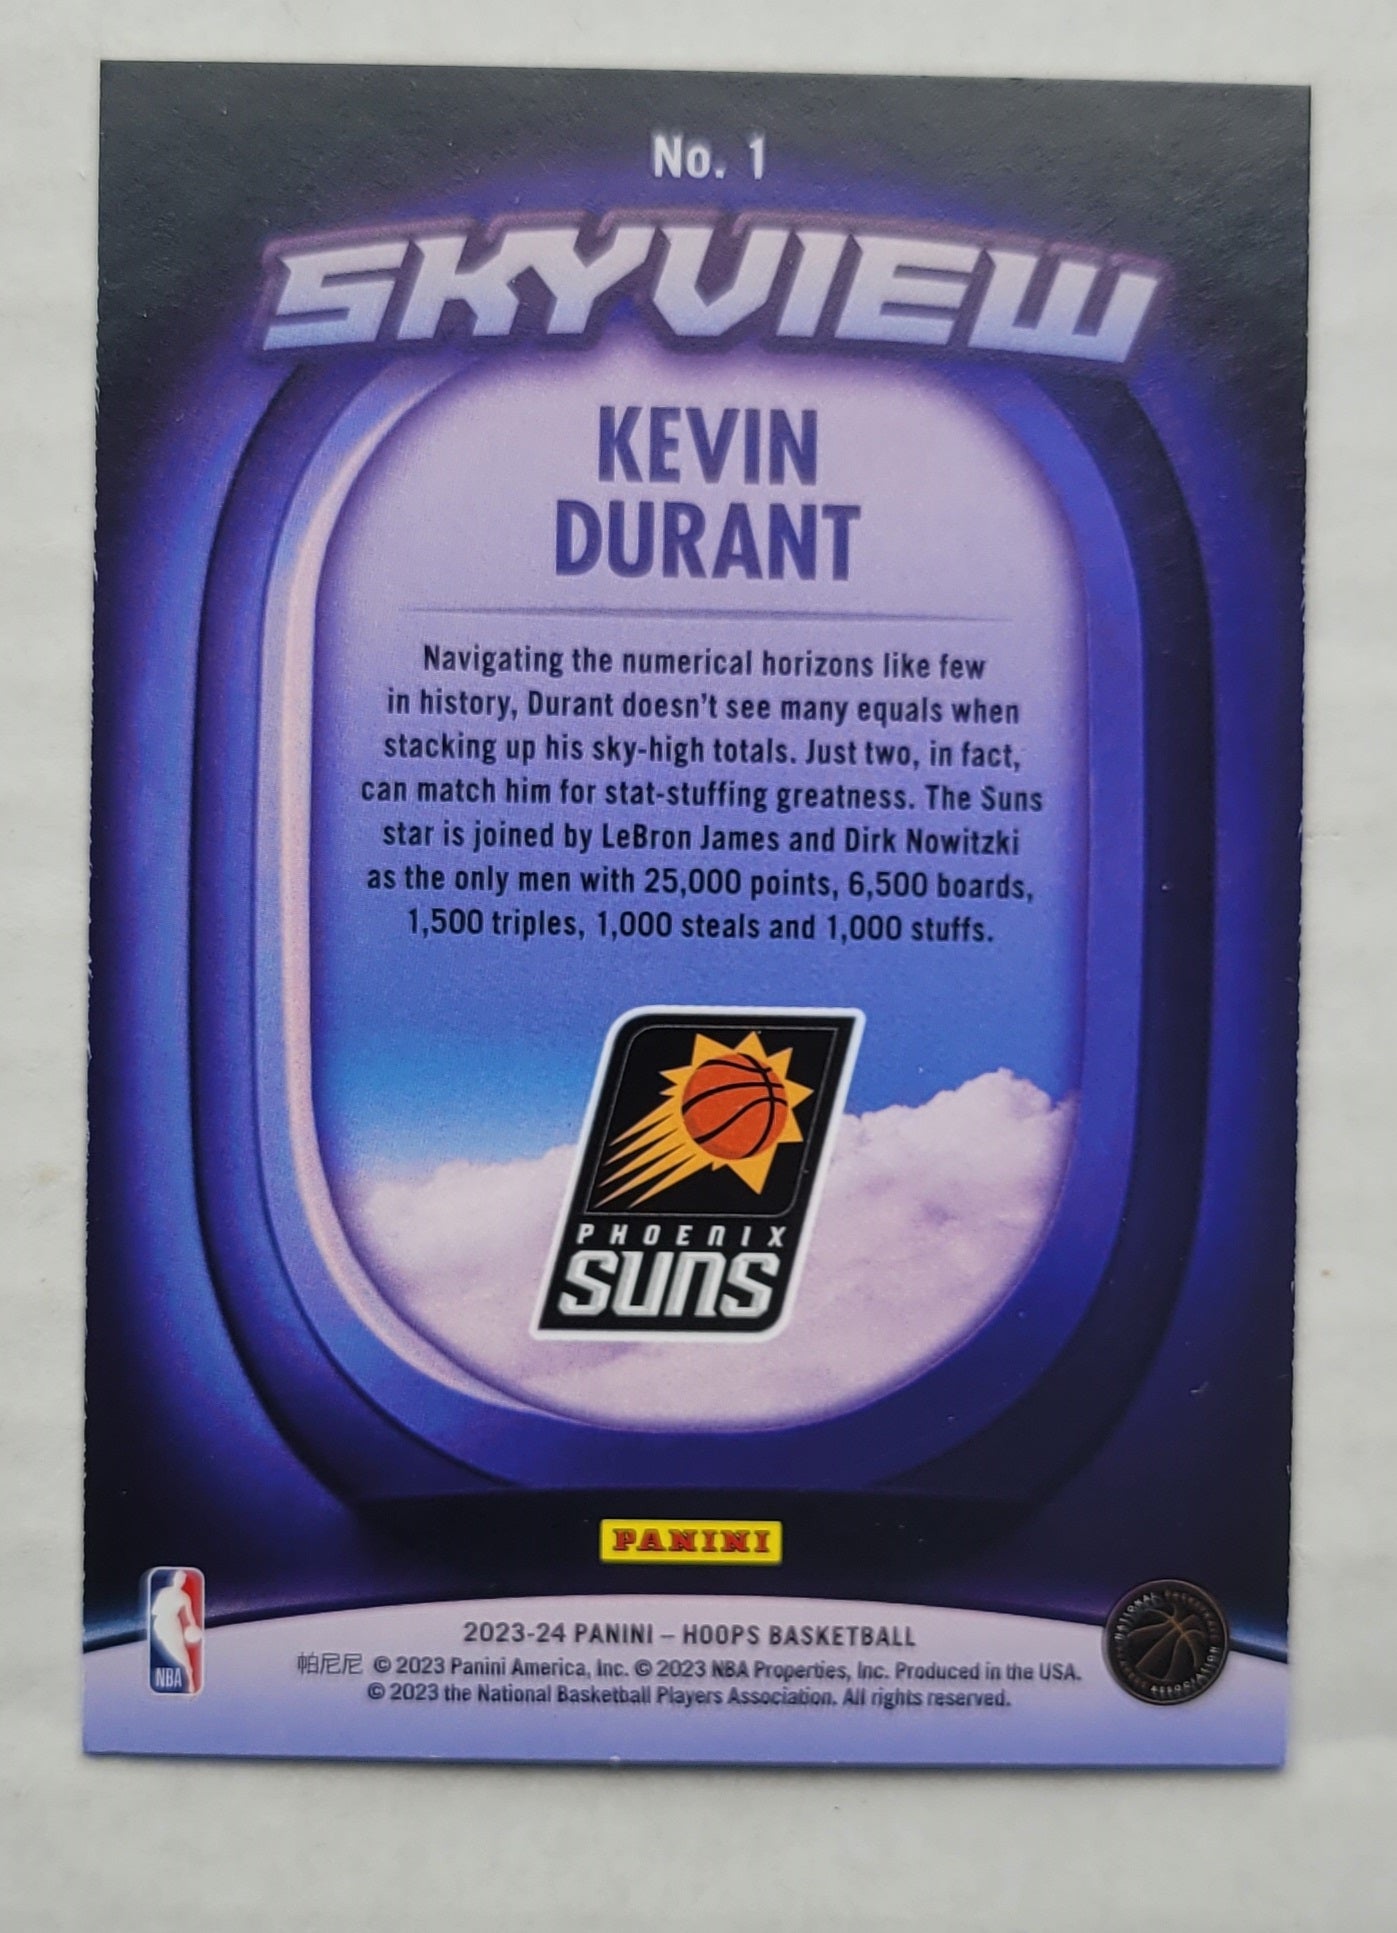 No. 1
SKYVIEW
KEVIN
DURANT
Navigating the numerical horizons like few
in history, Durant doesn't see many equals when
stacking up his sky-high totals. Just two, in fact,
can match him for stat-stuffing greatness. The Suns
star is joined by LeBron James and Dirk Nowitzki
as the only men with 25,000 points, 6,500 boards,
1,500 triples, 1,000 steals and 1,000 stuffs.
PHOENIX
SUNS
PANINI
NBA
2023-24 PANINI – HOOPS BASKETBALL
帕尼尼 © 2023 Panini America, Inc. © 2023 NBA Properties, Inc. Produced in the USA.
© 2023 the National Basketball Players Association. All rights reserved.
NATIONAL BASKETBALL
PLAYERS ASSOCIATION